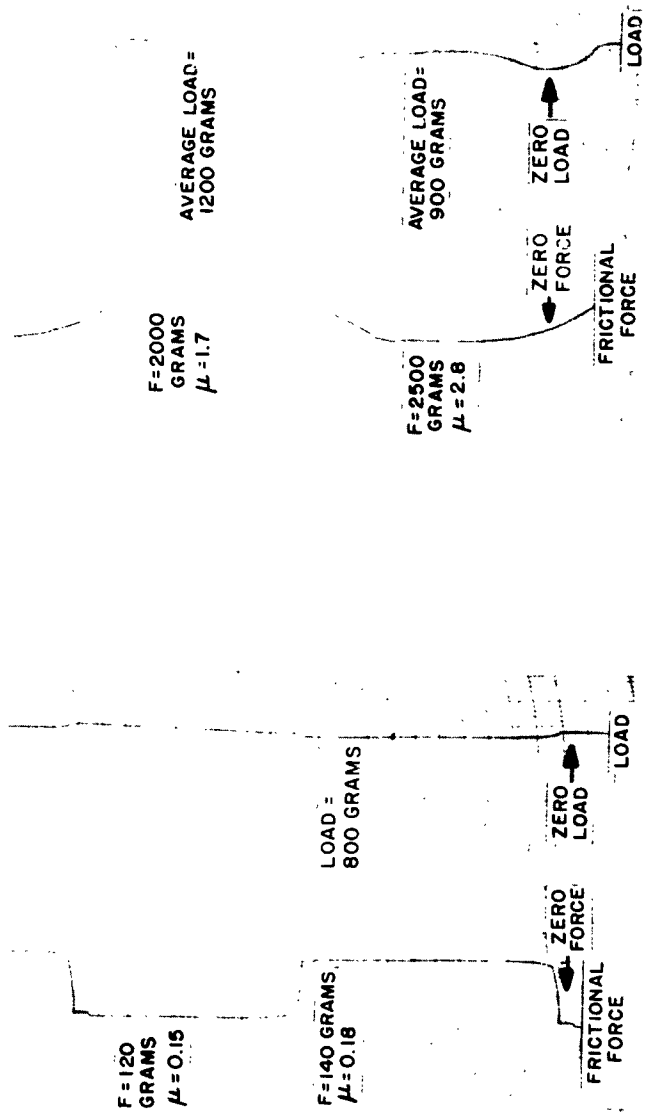 F=2000
GRAMS
μ=1.7
AVERAGE LOAD=
1200 GRAMS
F=2500
GRAMS
μ=2.8
AVERAGE LOAD=
900 GRAMS
ZERO
FORCE
ZERO
LOAD
FRICTIONAL
FORCE
LOAD
F=120
GRAMS
μ=0.15
F=140 GRAMS
μ=0.18
LOAD =
800 GRAMS
ZERO
FORCE
ZERO
LOAD
FRICTIONAL
FORCE
LOAD